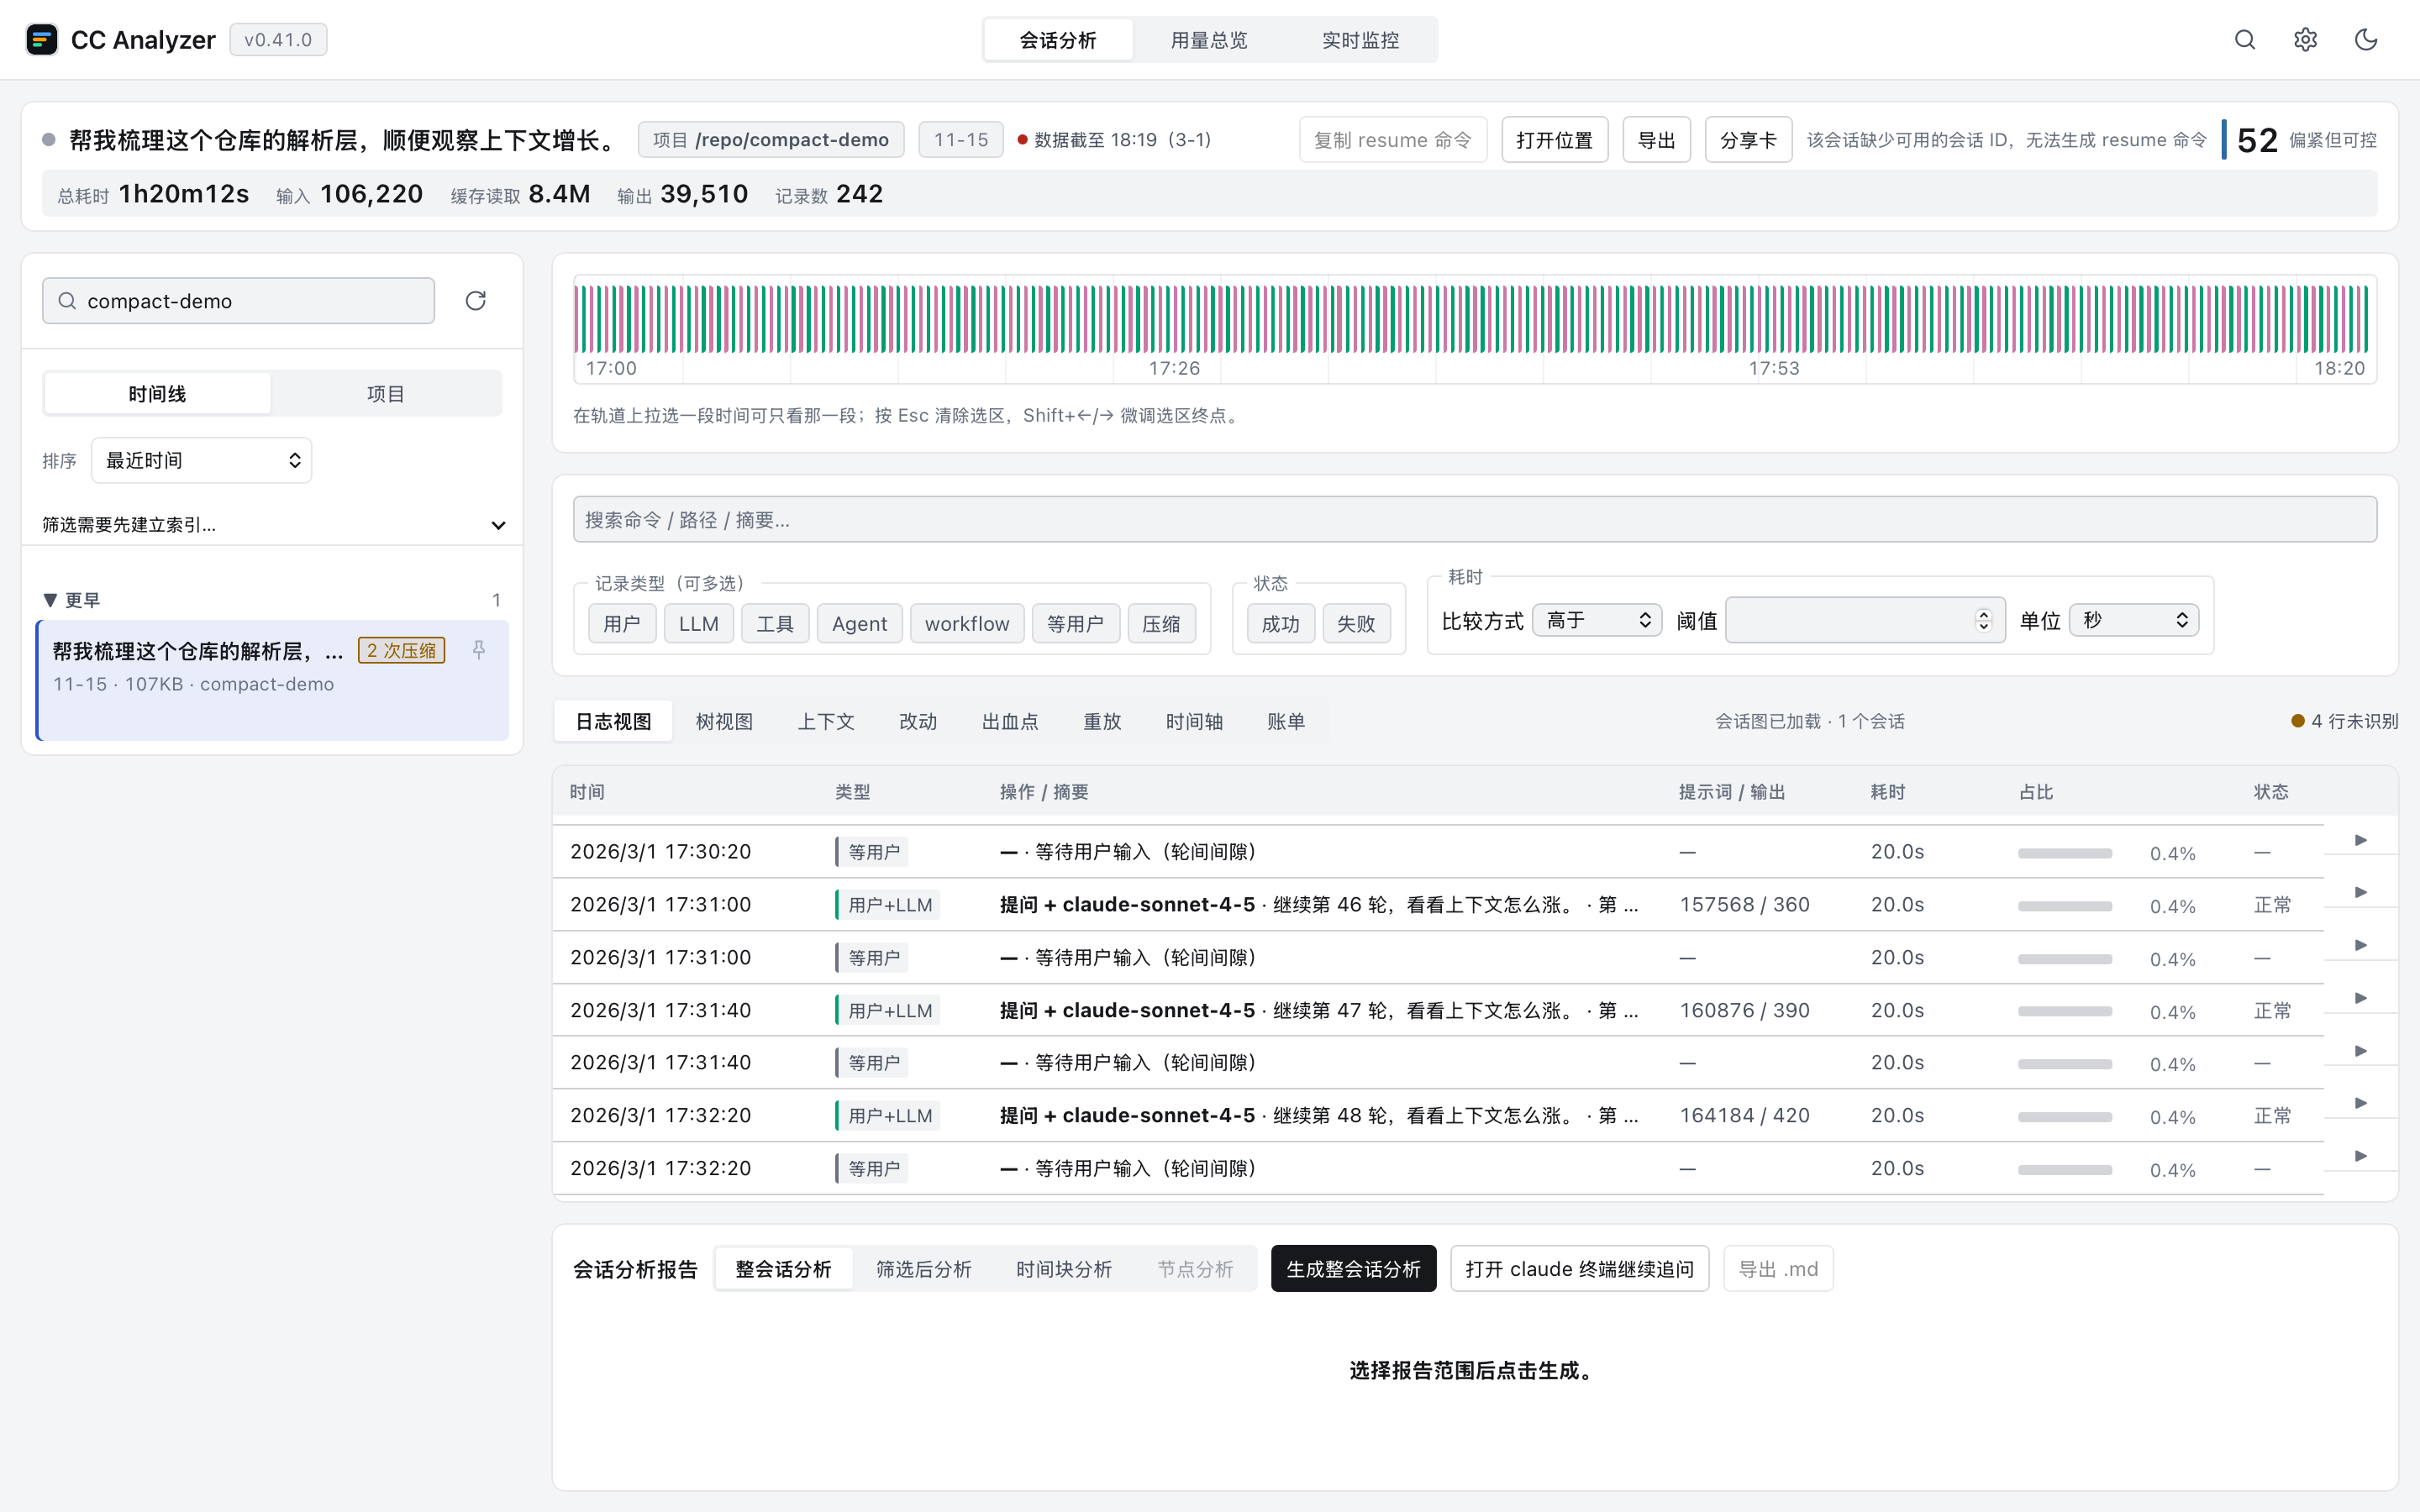 CC Analyzer v0.41.0 会话分析 用量总览 实时监控
帮我梳理这个仓库的解析层，顺便观察上下文增长。 项目 /repo/compact-demo 11-15 数据截至 18:19（3-1） 复制 resume 命令 打开位置 导出 分享卡 该会话缺少可用的会话 ID，无法生成 resume 命令 52 偏紧但可控
总耗时 1h20m12s 输入 106,220 缓存读取 8.4M 输出 39,510 记录数 242
compact-demo
时间线 项目
排序 最近时间
筛选需要先建立索引…
▼ 更早 1
帮我梳理这个仓库的解析层，… 2 次压缩
11-15 · 107KB · compact-demo
17:00 17:26 17:53 18:20
在轨道上拉选一段时间可只看那一段；按 Esc 清除选区，Shift+←/→ 微调选区终点。
搜索命令 / 路径 / 摘要…
记录类型（可多选） 状态 耗时
用户 LLM 工具 Agent workflow 等用户 压缩 成功 失败 比较方式 高于 阈值 单位 秒
日志视图 树视图 上下文 改动 出血点 重放 时间轴 账单 会话图已加载 · 1 个会话 4 行未识别
时间 类型 操作 / 摘要 提示词 / 输出 耗时 占比 状态
2026/3/1 17:30:20 等用户 — · 等待用户输入（轮间间隙） — 20.0s 0.4% — ▶
2026/3/1 17:31:00 用户+LLM 提问 + claude-sonnet-4-5 · 继续第 46 轮，看看上下文怎么涨。 · 第 … 157568 / 360 20.0s 0.4% 正常 ▶
2026/3/1 17:31:00 等用户 — · 等待用户输入（轮间间隙） — 20.0s 0.4% — ▶
2026/3/1 17:31:40 用户+LLM 提问 + claude-sonnet-4-5 · 继续第 47 轮，看看上下文怎么涨。 · 第 … 160876 / 390 20.0s 0.4% 正常 ▶
2026/3/1 17:31:40 等用户 — · 等待用户输入（轮间间隙） — 20.0s 0.4% — ▶
2026/3/1 17:32:20 用户+LLM 提问 + claude-sonnet-4-5 · 继续第 48 轮，看看上下文怎么涨。 · 第 … 164184 / 420 20.0s 0.4% 正常 ▶
2026/3/1 17:32:20 等用户 — · 等待用户输入（轮间间隙） — 20.0s 0.4% — ▶
会话分析报告 整会话分析 筛选后分析 时间块分析 节点分析 生成整会话分析 打开 claude 终端继续追问 导出 .md
选择报告范围后点击生成。